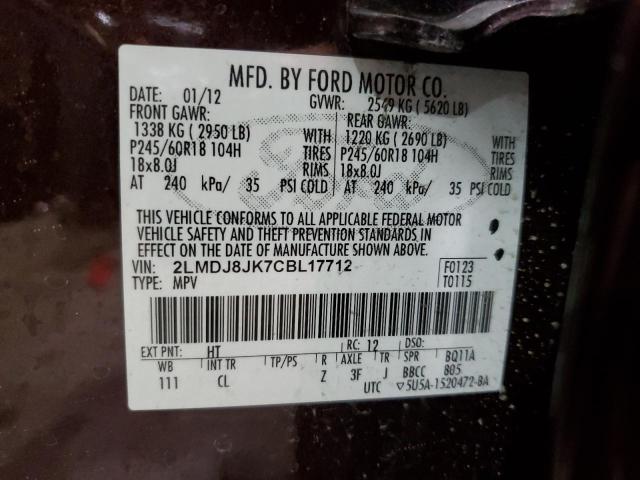 MFD. BY FORD MOTOR CO.
DATE: 01/12 GVWR: 2549 KG ( 5620 LB)
FRONT GAWR: REAR GAWR:
1338 KG ( 2950 LB) WITH 1220 KG ( 2690 LB) WITH
P245/60R18 104H TIRES P245/60R18 104H TIRES
18x8.0J RIMS 18x8.0J RIMS
AT 240 kPa/ 35 PSI COLD AT 240 kPa/ 35 PSI COLD
THIS VEHICLE CONFORMS TO ALL APPLICABLE FEDERAL MOTOR
VEHICLE SAFETY AND THEFT PREVENTION STANDARDS IN
EFFECT ON THE DATE OF MANUFACTURE SHOWN ABOVE.
VIN: 2LMDJ8JK7CBL17712 F0123
TYPE: MPV T0115
EXT PNT: HT RC: 12 DSO:
WB INT TR TP/PS R AXLE TR SPR BQ11A
111 CL Z 3F J BBCC B05
UTC ▽5U5A-1520472-BA